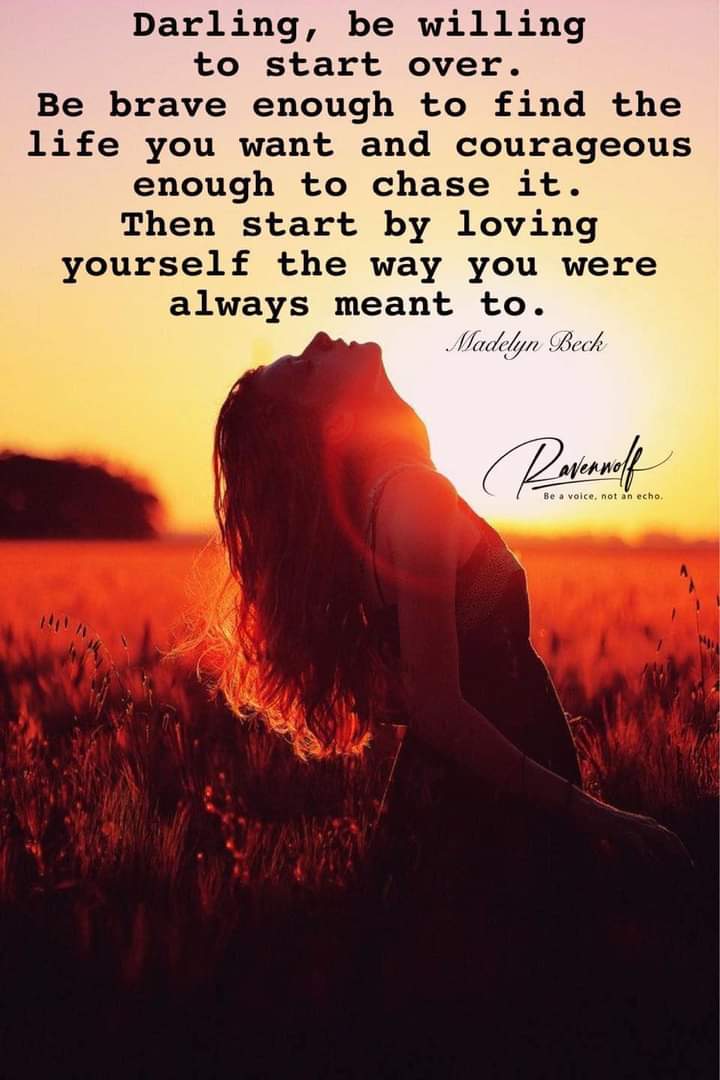 Darling, be willing
to start over.
Be brave enough to find the
life you want and courageous
enough to chase it.
Then start by loving
yourself the way you were
always meant to.
Madelyn Beck
Ravenwolf
Be a voice, not an echo.